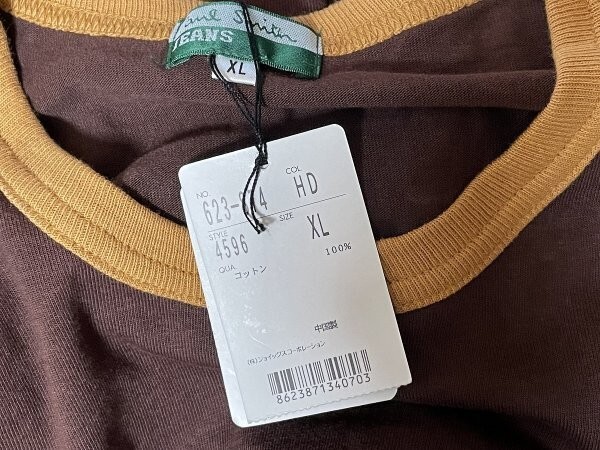 Paul Smith
JEANS
XL
NO.
COL
HD
STYLE
4596
SIZE
XL
QUA.
コットン
100%
中国製
(株)ジョイックスコーポレーション
8623871340703